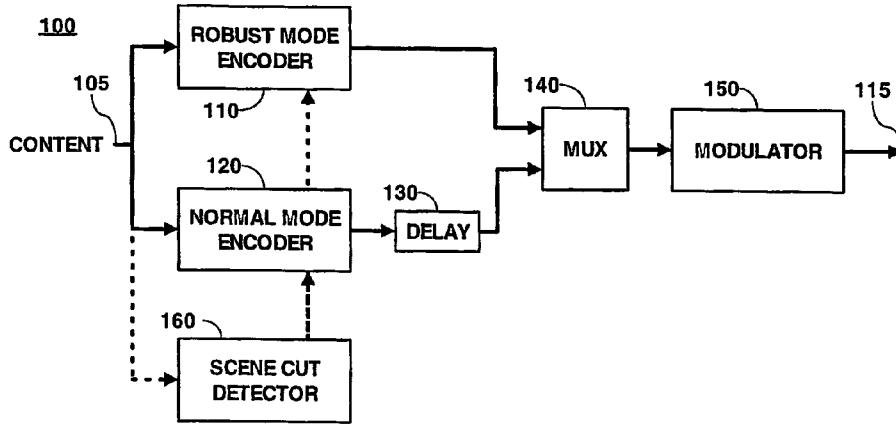 100
ROBUST MODE
ENCODER
105
110
140
150
115
CONTENT
MUX
MODULATOR
120
130
NORMAL MODE
ENCODER
DELAY
160
SCENE CUT
DETECTOR